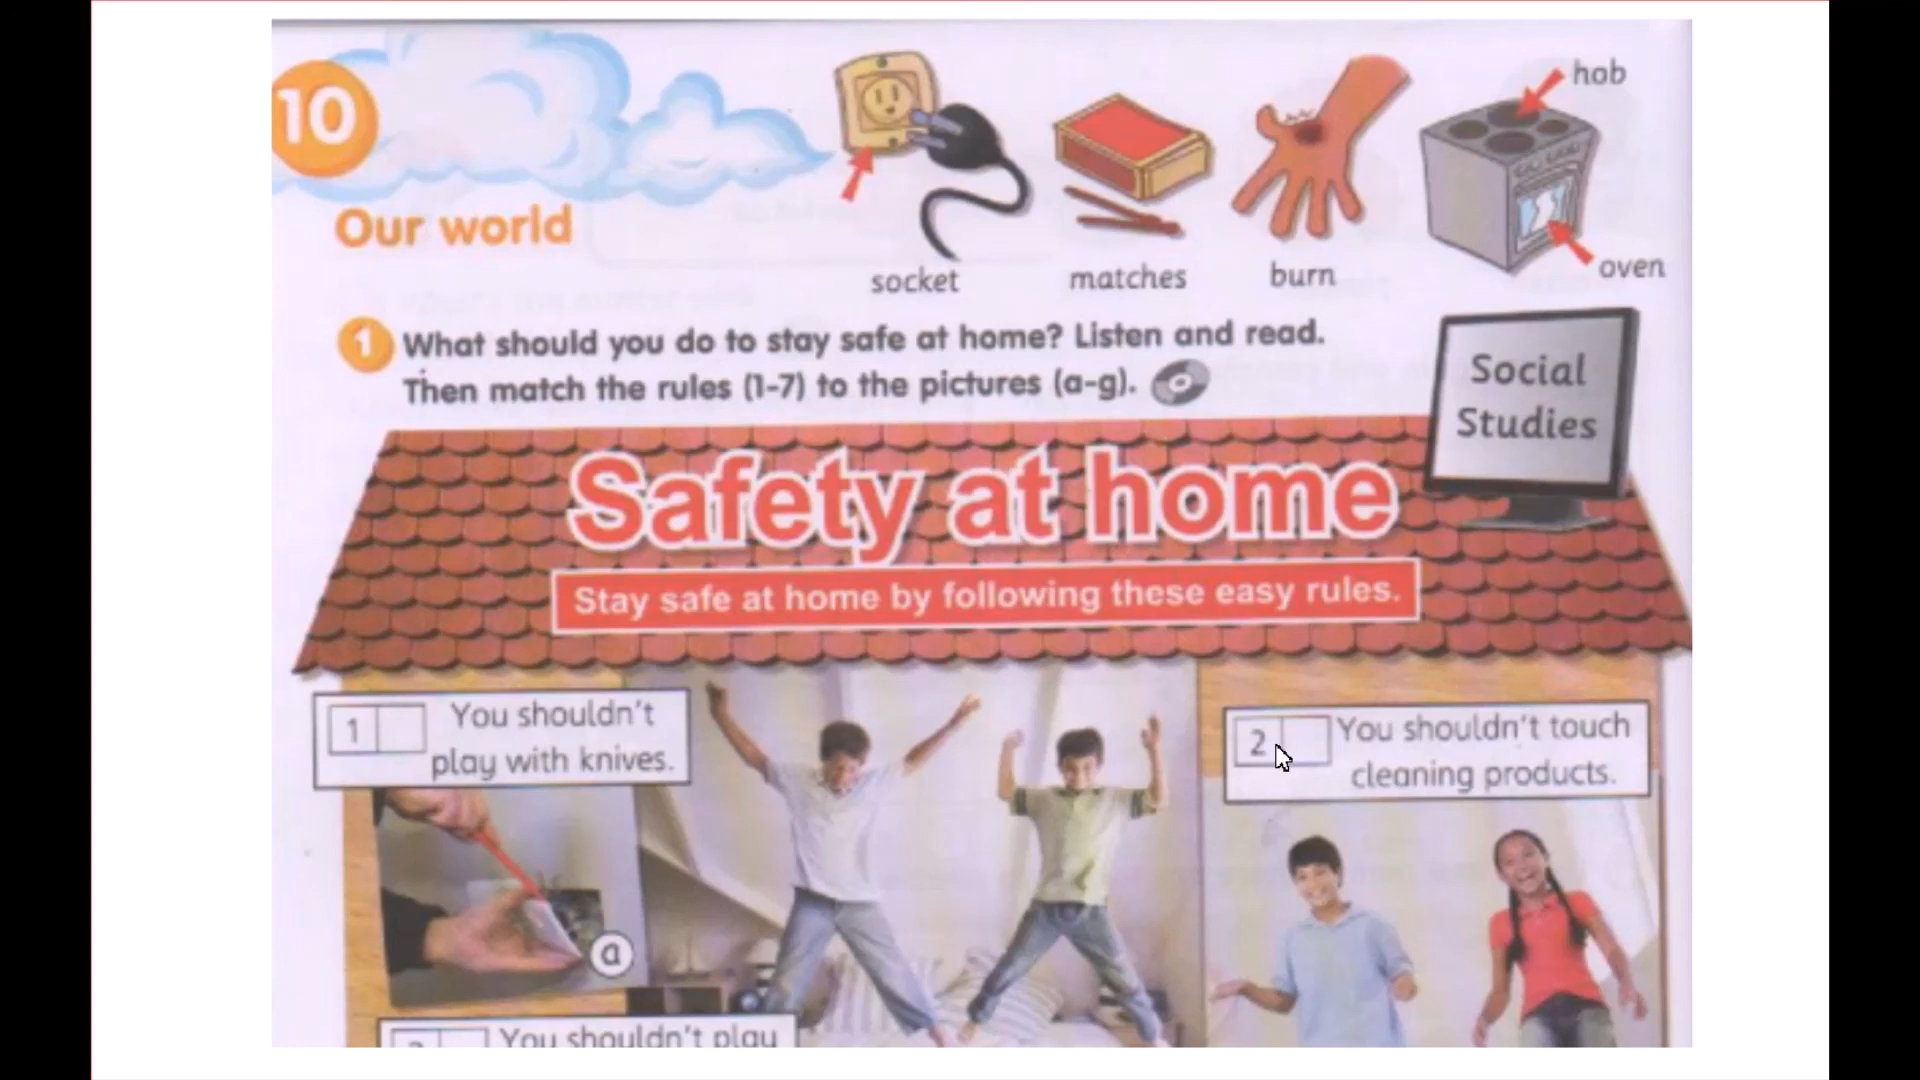 10
Our world
hob
oven
socket
matches
burn
1 What should you do to stay safe at home? Listen and read.
Then match the rules (1-7) to the pictures (a-g).
Social
Studies
Safety at home
Stay safe at home by following these easy rules.
1 You shouldn't
play with knives.
2 You shouldn't touch
cleaning products.
a
You shouldn't play